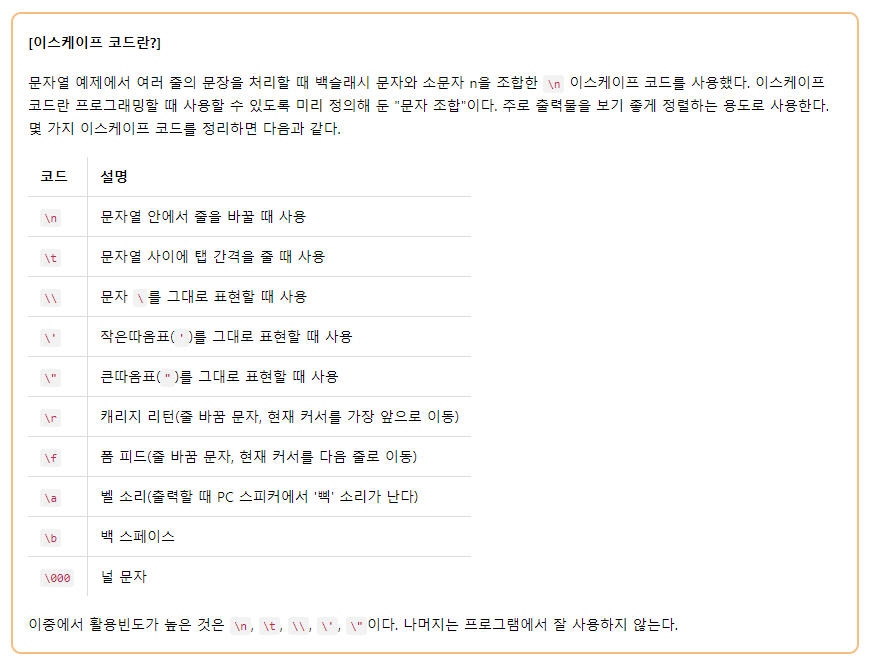 [이스케이프 코드란?]
문자열 예제에서 여러 줄의 문장을 처리할 때 백슬래시 문자와 소문자 n을 조합한 \n 이스케이프 코드를 사용했다. 이스케이프
코드란 프로그래밍할 때 사용할 수 있도록 미리 정의해 둔 "문자 조합"이다. 주로 출력물을 보기 좋게 정렬하는 용도로 사용한다.
몇 가지 이스케이프 코드를 정리하면 다음과 같다.
코드 설명
\n 문자열 안에서 줄을 바꿀 때 사용
\t 문자열 사이에 탭 간격을 줄 때 사용
\\ 문자 \를 그대로 표현할 때 사용
\' 작은따옴표(')를 그대로 표현할 때 사용
\" 큰따옴표(")를 그대로 표현할 때 사용
\r 캐리지 리턴(줄 바꿈 문자, 현재 커서를 가장 앞으로 이동)
\f 폼 피드(줄 바꿈 문자, 현재 커서를 다음 줄로 이동)
\a 벨 소리(출력할 때 PC 스피커에서 '삑' 소리가 난다)
\b 백 스페이스
\000 널 문자
이중에서 활용빈도가 높은 것은 \n, \t, \\, \', \"이다. 나머지는 프로그램에서 잘 사용하지 않는다.